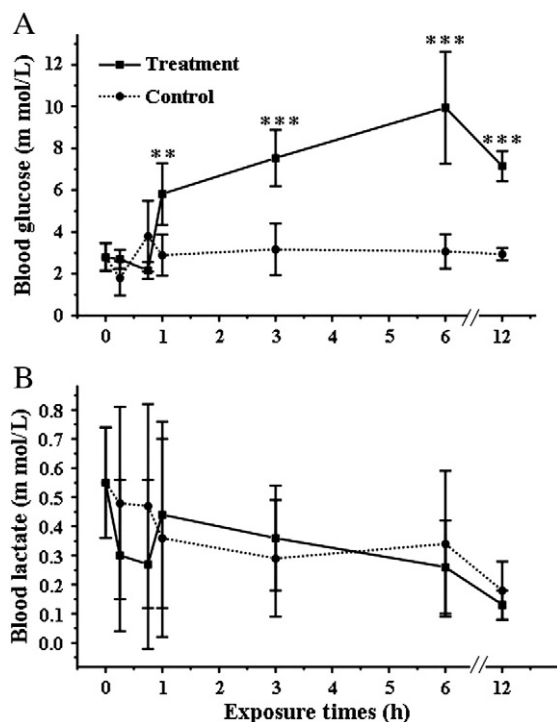 A
Blood glucose (m mol/L)
14
12
10
8
6
4
2
0
Treatment
Control
**
***
***
***
0 1 2 3 4 5 6 12
B
Blood lactate (m mol/L)
0.8
0.7
0.6
0.5
0.4
0.3
0.2
0.1
0.0
0 1 2 3 4 5 6 12
Exposure times (h)